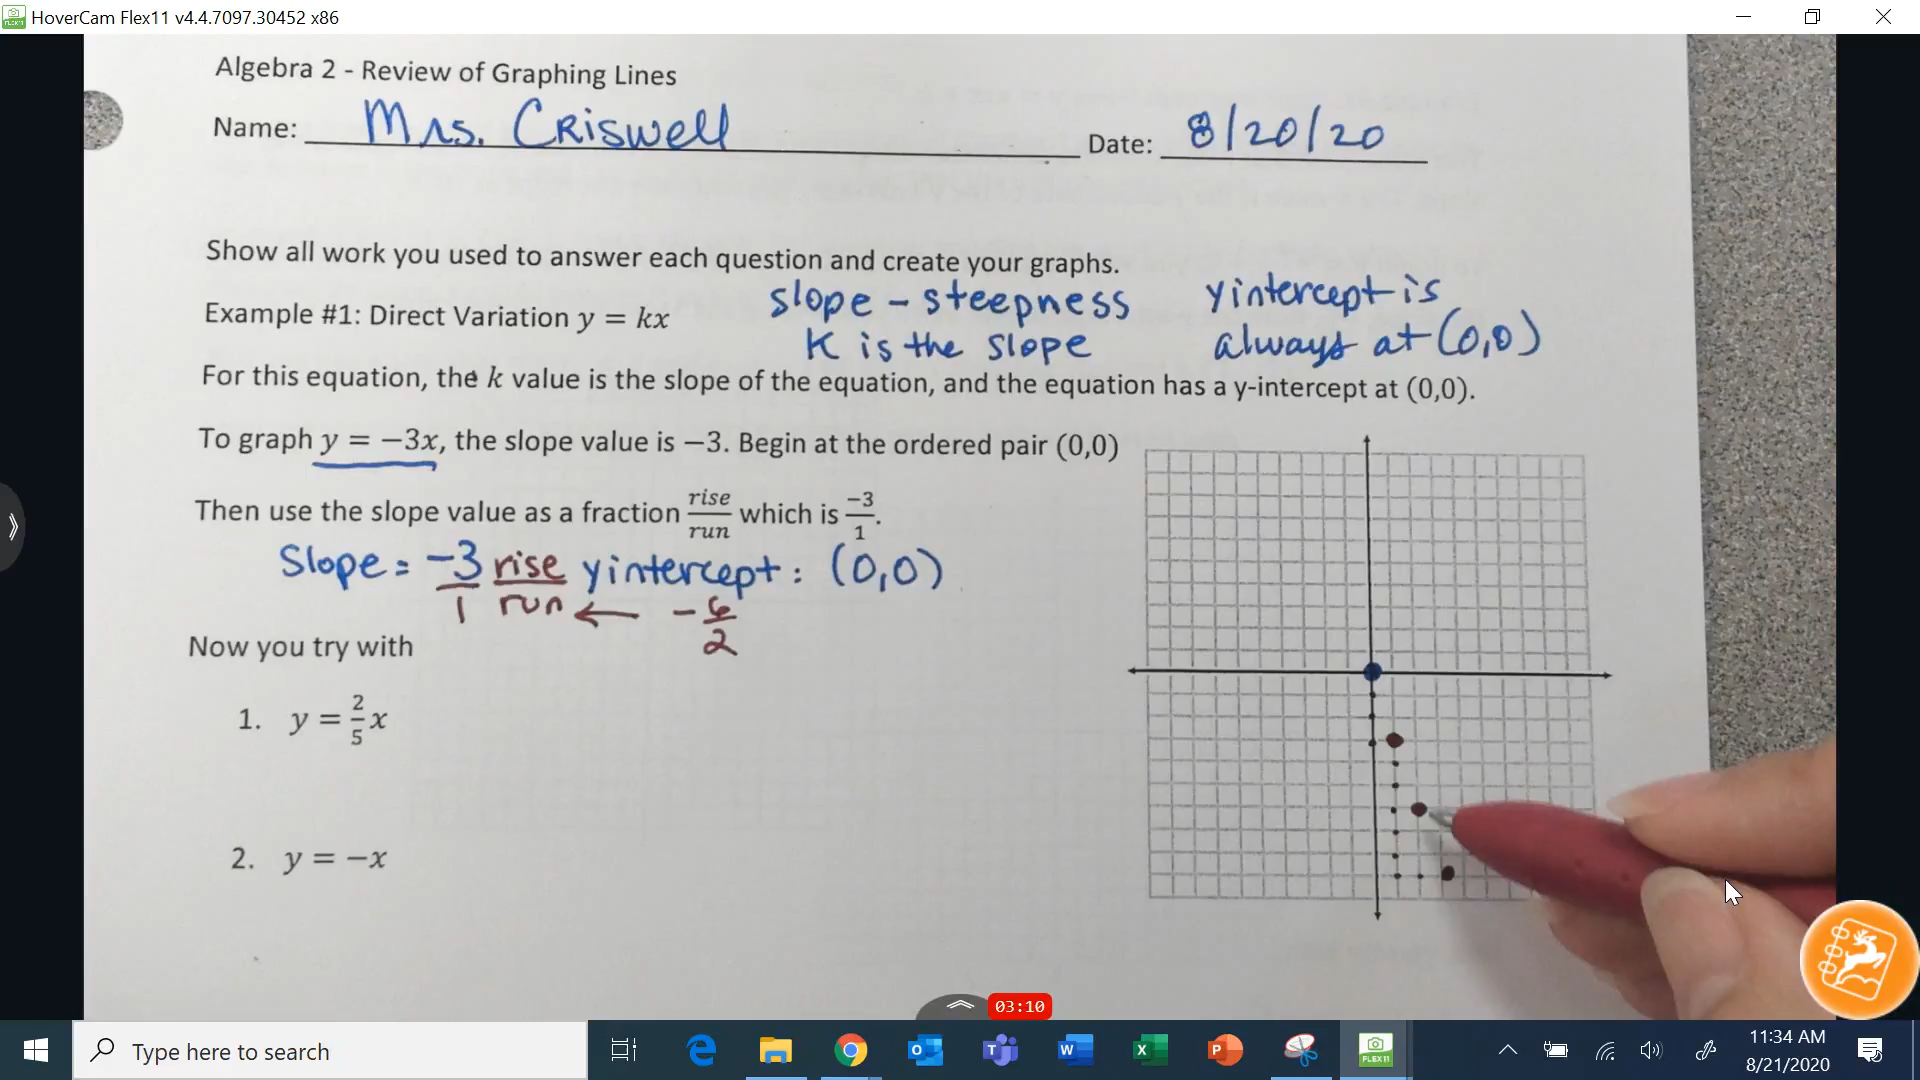 HoverCam Flex11 v4.4.7097.30452 x86
Algebra 2 - Review of Graphing Lines
Name: Mrs. Criswell Date: 8/20/20
Show all work you used to answer each question and create your graphs.
slope - steepness yintercept is
Example #1: Direct Variation y = kx
K is the slope always at (0,0)
For this equation, the k value is the slope of the equation, and the equation has a y-intercept at (0,0).
To graph y = −3x, the slope value is −3. Begin at the ordered pair (0,0)
Then use the slope value as a fraction rise/run which is −3/1.
Slope = -3/1 rise/run yintercept: (0,0)
← -6/2
Now you try with
1. y = 2/5 x
2. y = −x
03:10
Type here to search
11:34 AM
8/21/2020
FLEX11